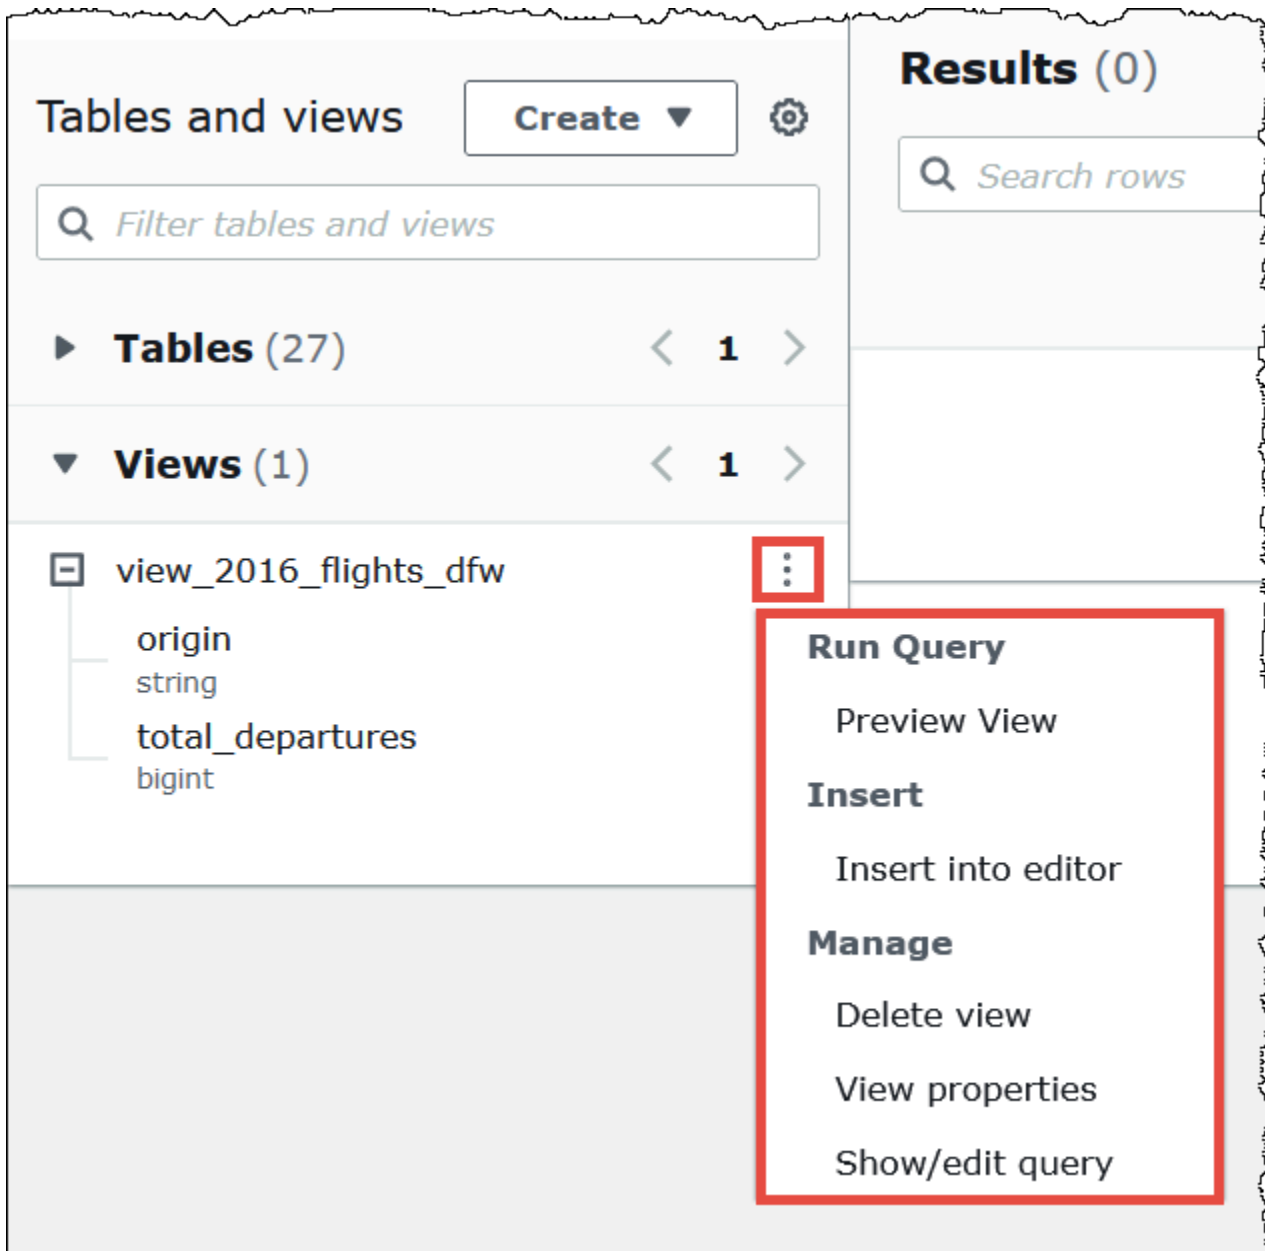 Tables and views
Create
Filter tables and views
Tables (27)
1
Views (1)
1
view_2016_flights_dfw
origin
string
total_departures
bigint
Results (0)
Search rows
Run Query
Preview View
Insert
Insert into editor
Manage
Delete view
View properties
Show/edit query